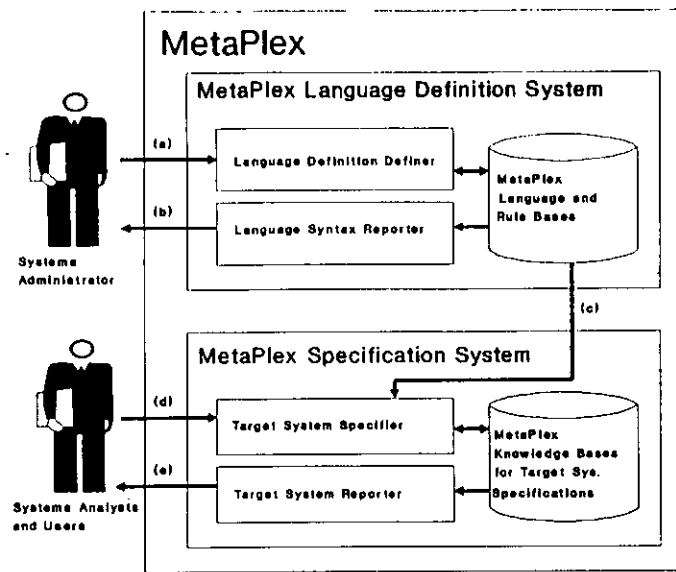 MetaPlex
MetaPlex Language Definition System
(a)
Language Definition Definer
MetaPlex
Language and
Rule Bases
(b)
Language Syntax Reporter
Systems
Administrator
(c)
MetaPlex Specification System
(d)
Target System Specifier
MetaPlex
Knowledge Bases
for Target Sys.
Specifications
(e)
Target System Reporter
Systems Analysts
and Users